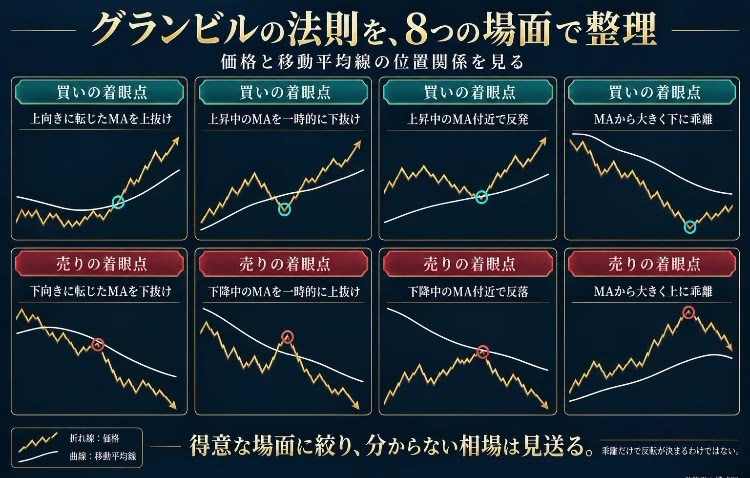 グランビルの法則を、8つの場面で整理
価格と移動平均線の位置関係を見る
買いの着眼点
上向きに転じたMAを上抜け
買いの着眼点
上昇中のMAを一時的に下抜け
買いの着眼点
上昇中のMA付近で反発
買いの着眼点
MAから大きく下に乖離
売りの着眼点
下向きに転じたMAを下抜け
売りの着眼点
下降中のMAを一時的に上抜け
売りの着眼点
下降中のMA付近で反落
売りの着眼点
MAから大きく上に乖離
折れ線：価格
曲線：移動平均線
得意な場面に絞り、分からない相場は見送る。
乖離だけで反転が決まるわけではない。